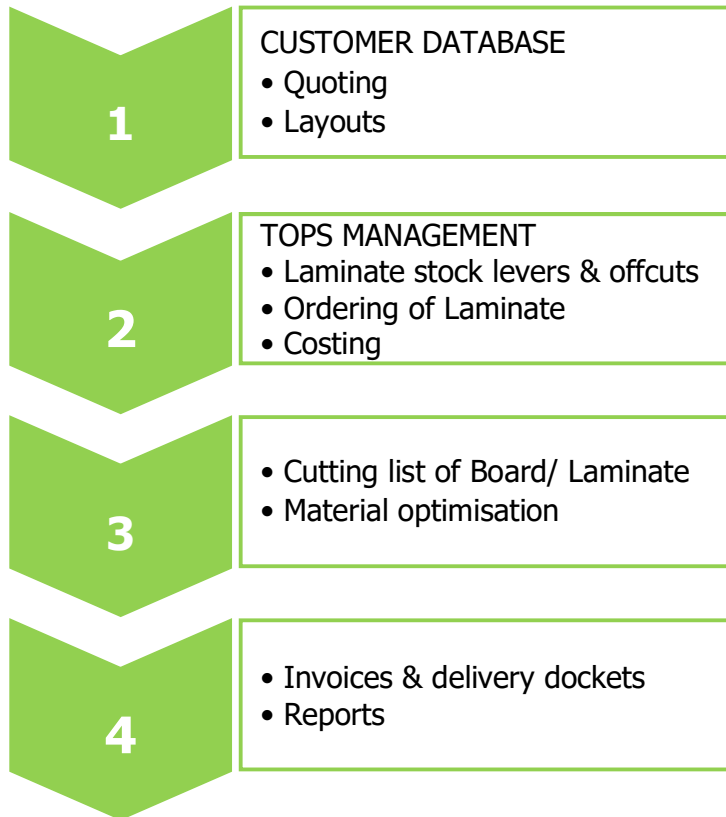 1
CUSTOMER DATABASE
• Quoting
• Layouts
2
TOPS MANAGEMENT
• Laminate stock levers & offcuts
• Ordering of Laminate
• Costing
3
• Cutting list of Board/ Laminate
• Material optimisation
4
• Invoices & delivery dockets
• Reports